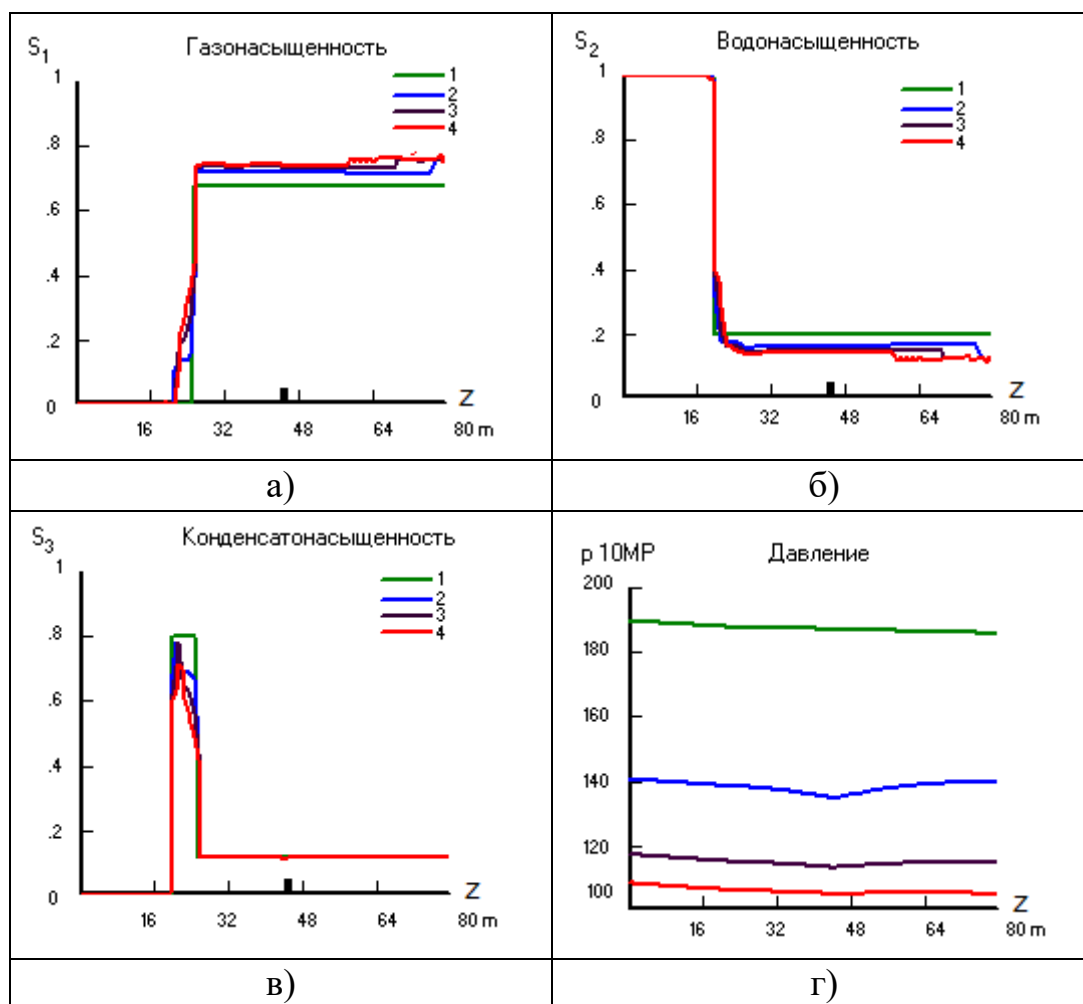 S1 Газонасыщенность
1
.8
.6
.4
.2
0
1
2
3
4
Z
16 32 48 64 80 m
а)
S2 Водонасыщенность
1
.8
.6
.4
.2
0
1
2
3
4
Z
16 32 48 64 80 m
б)
S3 Конденсатонасыщенность
1
.8
.6
.4
.2
0
1
2
3
4
Z
16 32 48 64 80 m
в)
р 10МР Давление
200
180
160
140
120
100
Z
16 32 48 64 80 m
г)